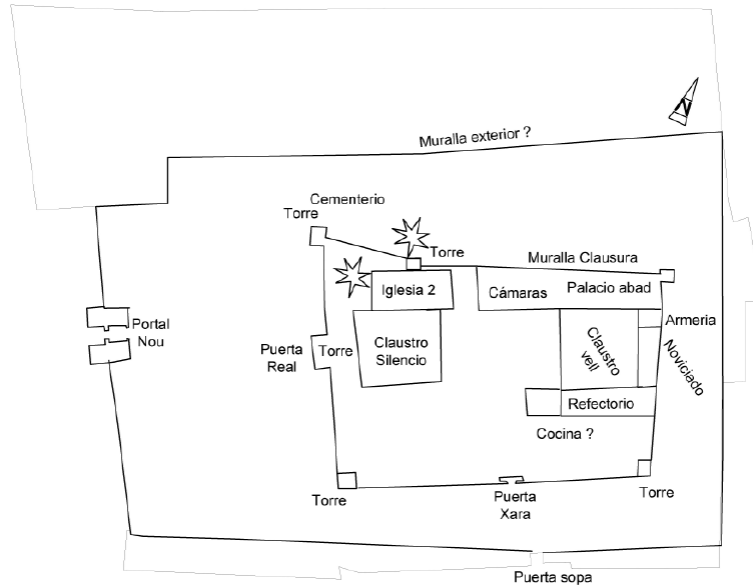 N
Muralla exterior ?
Cementerio
Torre
Torre
Muralla Clausura
Iglesia 2
Cámaras
Palacio abad
Portal
Nou
Armeria
Puerta
Real
Torre
Claustro
Silencio
Claustro
vell
Noviciado
Refectorio
Cocina ?
Torre
Puerta
Xara
Torre
Puerta sopa